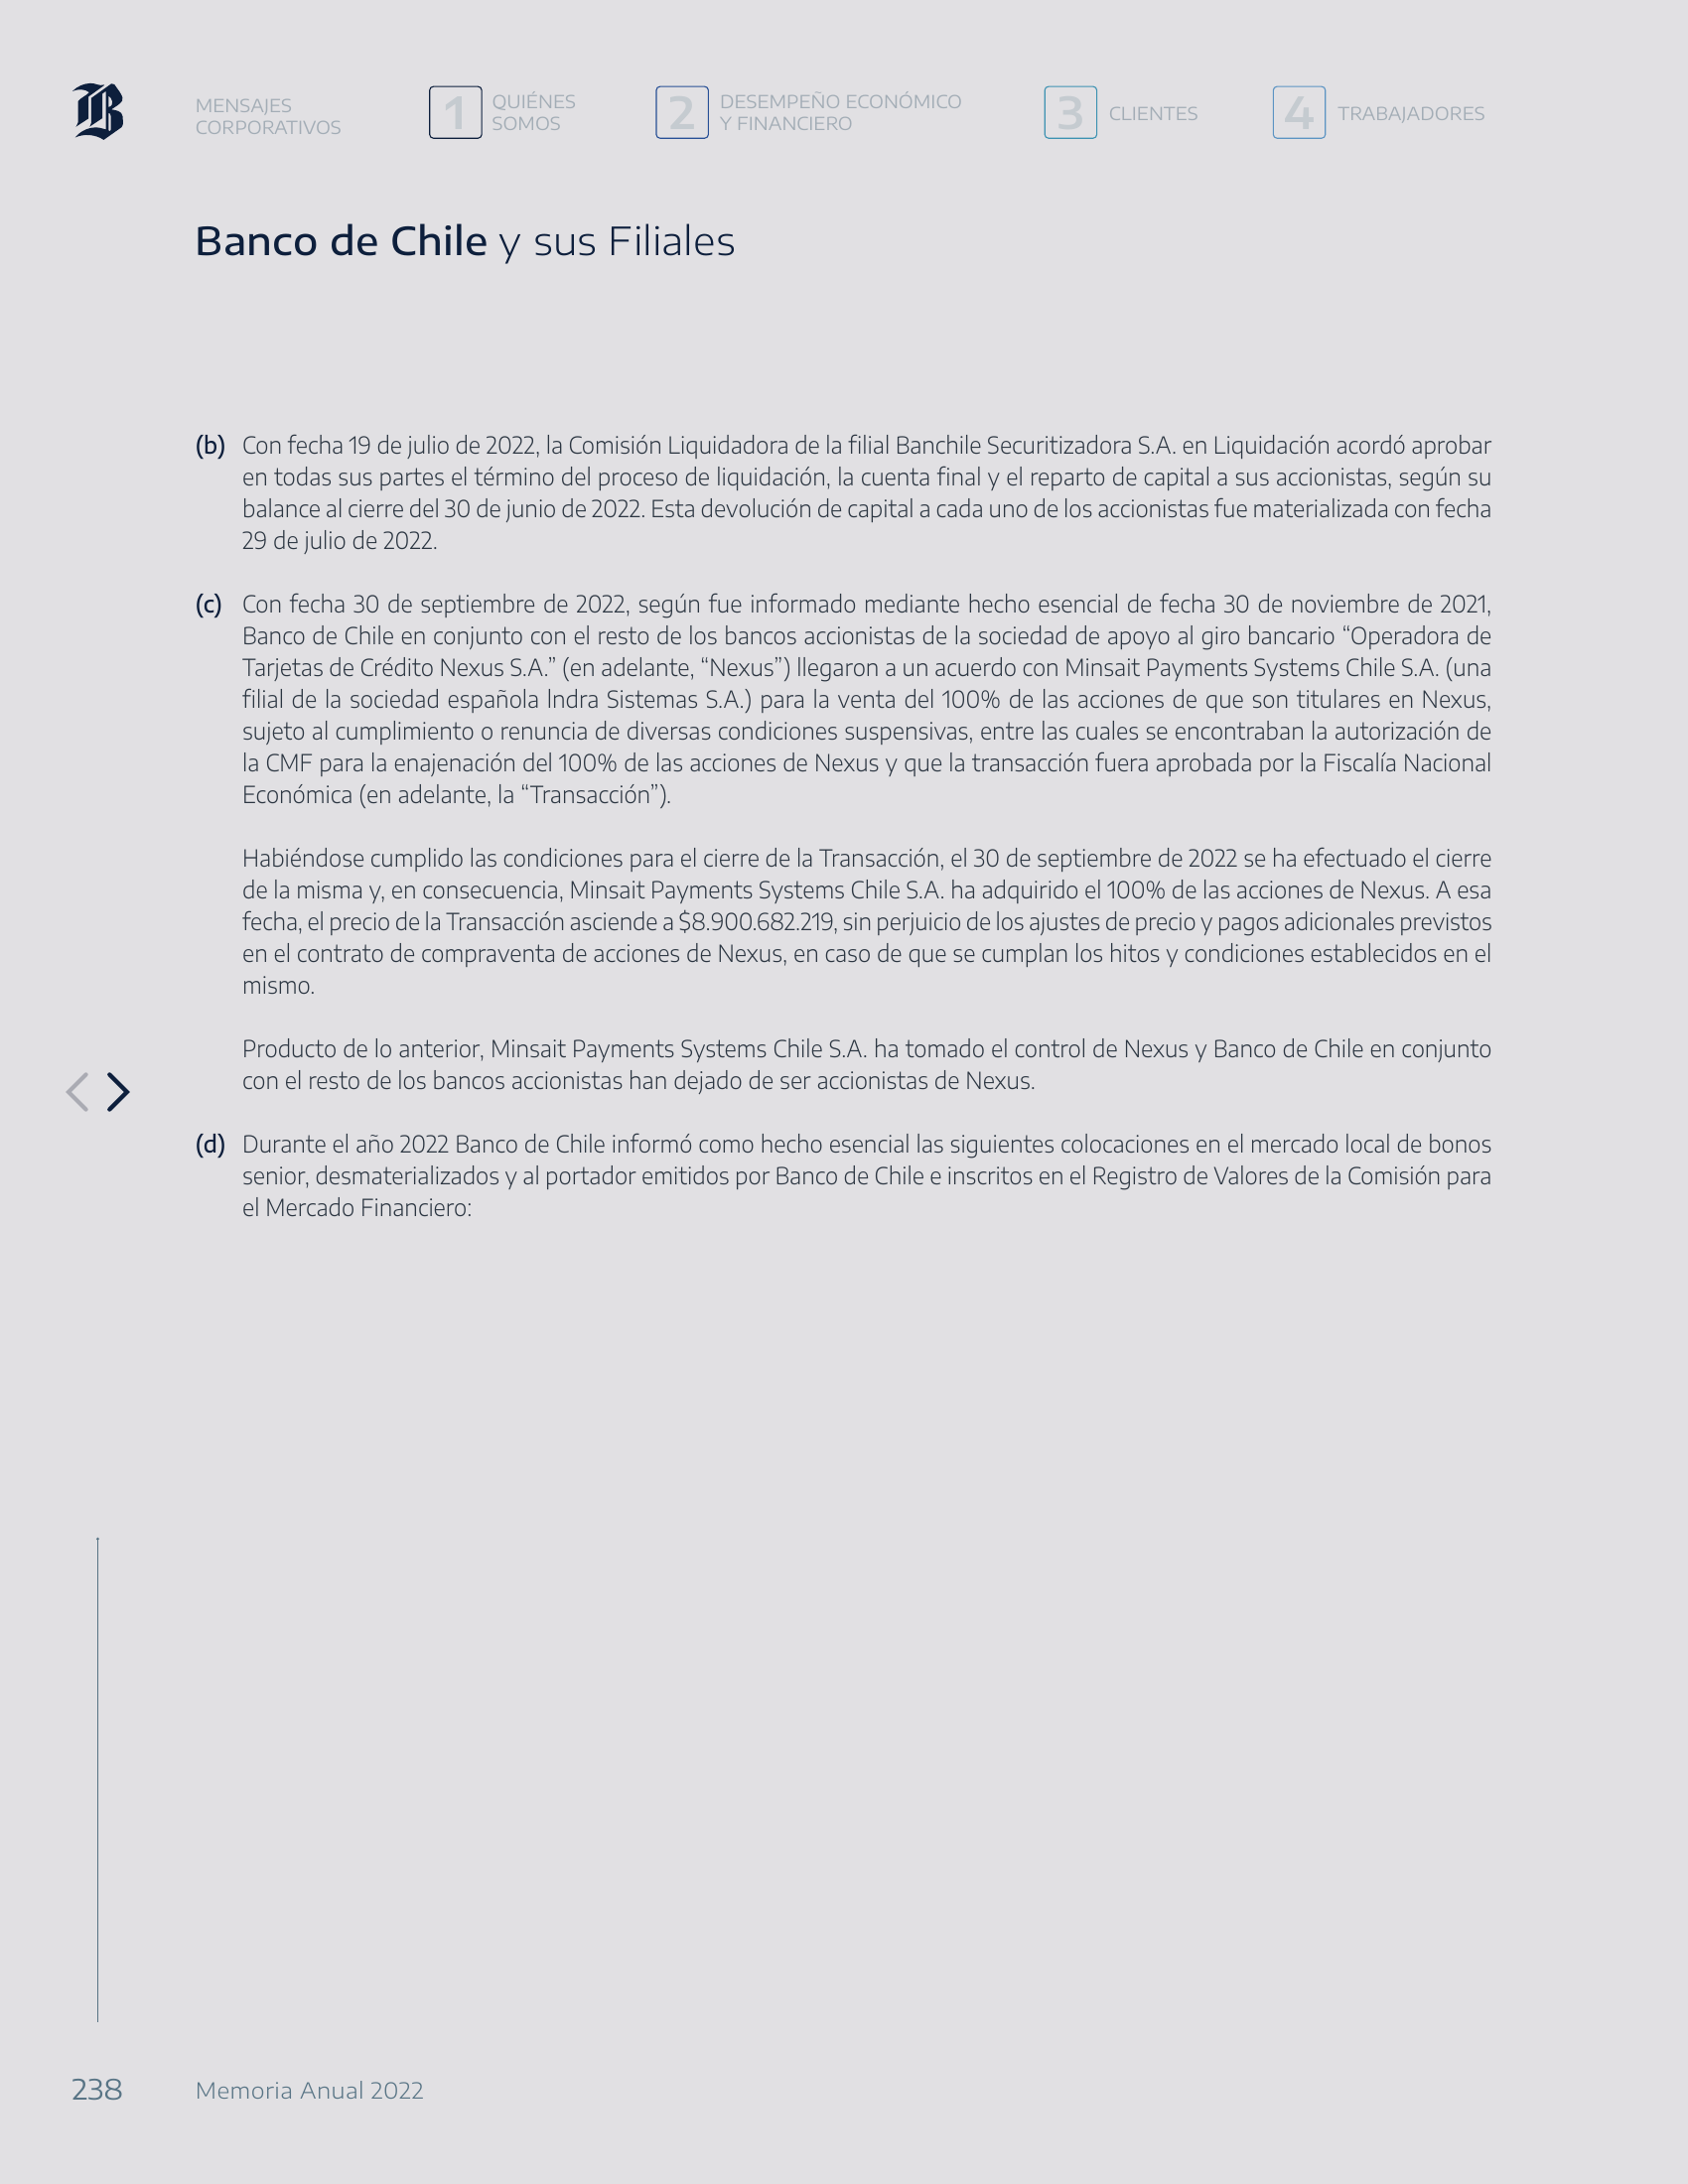 MENSAJES
CORPORATIVOS
1 QUIÉNES
SOMOS
2 DESEMPEÑO ECONÓMICO
Y FINANCIERO
3 CLIENTES
4 TRABAJADORES
Banco de Chile y sus Filiales
(b) Con fecha 19 de julio de 2022, la Comisión Liquidadora de la filial Banchile Securitizadora S.A. en Liquidación acordó aprobar
en todas sus partes el término del proceso de liquidación, la cuenta final y el reparto de capital a sus accionistas, según su
balance al cierre del 30 de junio de 2022. Esta devolución de capital a cada uno de los accionistas fue materializada con fecha
29 de julio de 2022.
(c) Con fecha 30 de septiembre de 2022, según fue informado mediante hecho esencial de fecha 30 de noviembre de 2021,
Banco de Chile en conjunto con el resto de los bancos accionistas de la sociedad de apoyo al giro bancario “Operadora de
Tarjetas de Crédito Nexus S.A.” (en adelante, “Nexus”) llegaron a un acuerdo con Minsait Payments Systems Chile S.A. (una
filial de la sociedad española lndra Sistemas S.A.) para la venta del 100% de las acciones de que son titulares en Nexus,
sujeto al cumplimiento o renuncia de diversas condiciones suspensivas, entre las cuales se encontraban la autorización de
la CMF para la enajenación del 100% de las acciones de Nexus y que la transacción fuera aprobada por la Fiscalía Nacional
Económica (en adelante, la “Transacción”).
Habiéndose cumplido las condiciones para el cierre de la Transacción, el 30 de septiembre de 2022 se ha efectuado el cierre
de la misma y, en consecuencia, Minsait Payments Systems Chile S.A. ha adquirido el 100% de las acciones de Nexus. A esa
fecha, el precio de la Transacción asciende a $8.900.682.219, sin perjuicio de los ajustes de precio y pagos adicionales previstos
en el contrato de compraventa de acciones de Nexus, en caso de que se cumplan los hitos y condiciones establecidos en el
mismo.
Producto de lo anterior, Minsait Payments Systems Chile S.A. ha tomado el control de Nexus y Banco de Chile en conjunto
con el resto de los bancos accionistas han dejado de ser accionistas de Nexus.
(d) Durante el año 2022 Banco de Chile informó como hecho esencial las siguientes colocaciones en el mercado local de bonos
senior, desmaterializados y al portador emitidos por Banco de Chile e inscritos en el Registro de Valores de la Comisión para
el Mercado Financiero:
238 Memoria Anual 2022